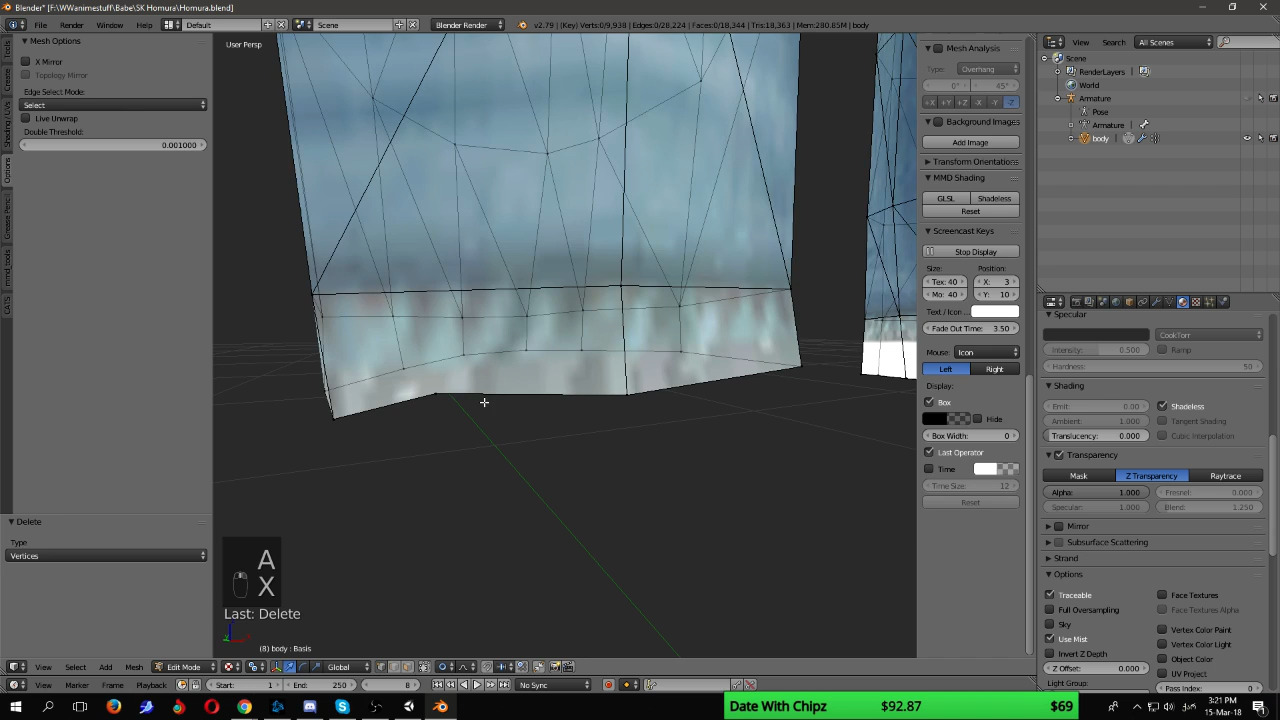 Blender* [F:\WWanimestuff\Babe\SK Homura\Homura.blend]
File Render Window Help Default Scene Blender Render v2.79 | (Key) Verts:0/9,938 | Edges:0/28,224 | Faces:0/18,344 | Tris:18,363 | Mem:280.85M | body
Mesh Options
X Mirror
Topology Mirror
Edge Select Mode:
Select
Live Unwrap
Double Threshold:
0.001000
Tools
Create
Shading / UVs
Options
Grease Pencil
mmd_tools
CATS
Delete
Type
Vertices
User Persp
A
X
Last: Delete
(8) body : Basis
Mesh Analysis
Type: Overhang
0° 45°
+X +Y +Z -X -Y -Z
Background Images
Add Image
Transform Orientation
MMD Shading
GLSL Shadeless
Reset
Screencast Keys
Stop Display
Size: Position:
Tex: 40 X: 3
Mo: 40 Y: 10
Text / Icon
Fade Out Time: 3.50
Mouse: Icon
Left Right
Display:
Box
Hide
Box Width: 0
Last Operator
Time
Time Size: 12
Reset
View Search All Scenes
Scene
RenderLayers
World
Armature
Pose
Armature
body
Specular
CookTorr
Intensity: 0.500 Ramp
Hardness 50
Shading
Emit: 0.00 Shadeless
Ambient: 1.000 Tangent Shading
Translucency: 0.000 Cubic Interpolation
Transparency
Mask Z Transparency Raytrace
Alpha: 1.000 Fresnel: 0.000
Specular: 1.000 Blend: 1.250
Mirror
Subsurface Scattering
Strand
Options
Traceable Face Textures
Full Oversampling Face Textures Alpha
Sky Vertex Color Paint
Use Mist Vertex Color Light
Invert Z Depth Object Color
Z Offset: 0.000 UV Project
Light Group: Pass Index: 0
View Select Add Mesh Edit Mode Global
View Marker Frame Playback Start: 1 End: 250 8 No Sync
Date With Chipz $92.87 $69
3:21 PM
15-Mar-18